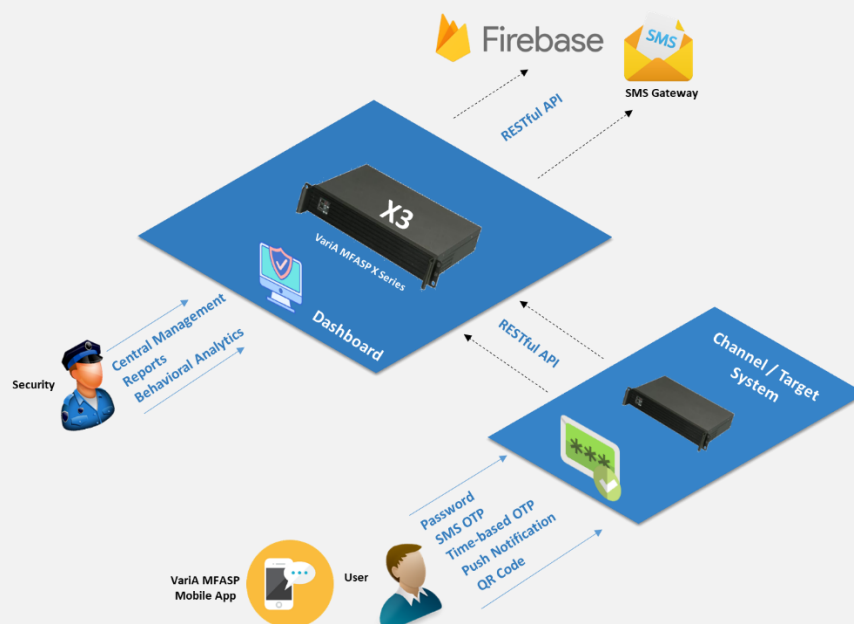 Firebase
SMS
SMS Gateway
RESTful API
X3
VariA MFASP X Series
Dashboard
RESTful API
Channel / Target
System
Security
Central Management
Reports
Behavioral Analytics
***
Password
SMS OTP
Time-based OTP
Push Notification
QR Code
VariA MFASP
Mobile App
User